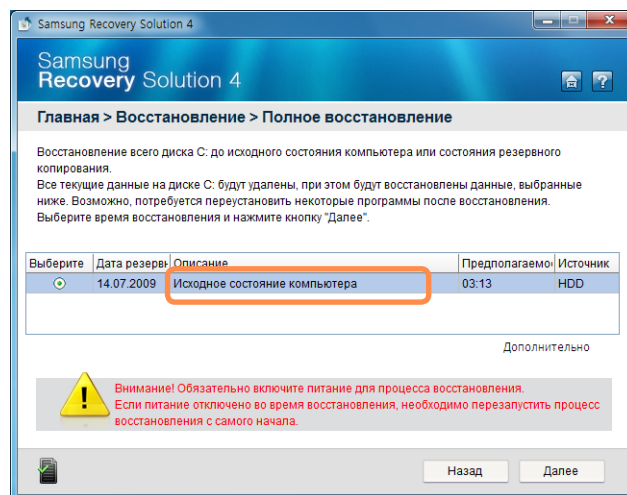 Samsung Recovery Solution 4
Samsung
Recovery Solution 4
Главная > Восстановление > Полное восстановление
Восстановление всего диска C: до исходного состояния компьютера или состояния резервного
копирования.
Все текущие данные на диске C: будут удалены, при этом будут восстановлены данные, выбранные
ниже. Возможно, потребуется переустановить некоторые программы после восстановления.
Выберите время восстановления и нажмите кнопку "Далее".
Выберите Дата резерв Описание Предполагаемо Источник
14.07.2009 Исходное состояние компьютера 03:13 HDD
Дополнительно
Внимание! Обязательно включите питание для процесса восстановления.
Если питание отключено во время восстановления, необходимо перезапустить процесс
восстановления с самого начала.
Назад Далее